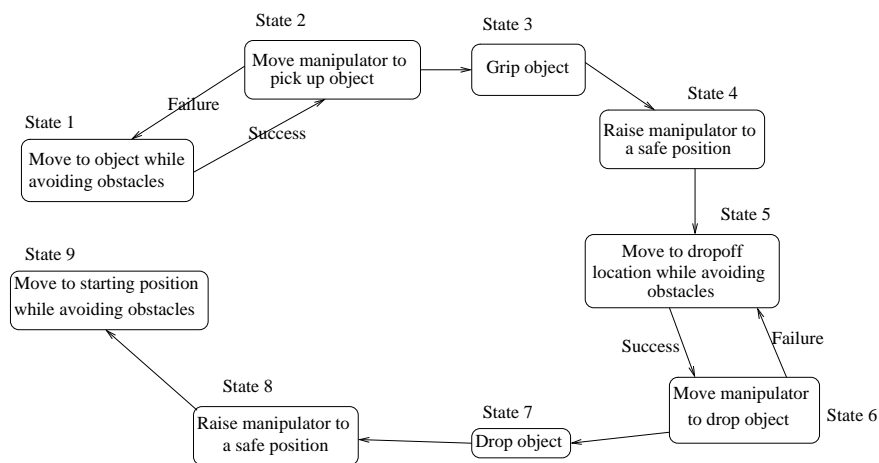 State 2
Move manipulator to
pick up object
State 3
Grip object
State 4
Raise manipulator to
a safe position
Failure
Success
State 1
Move to object while
avoiding obstacles
State 5
Move to dropoff
location while avoiding
obstacles
State 9
Move to starting position
while avoiding obstacles
Success
Failure
State 6
Move manipulator
to drop object
State 7
Drop object
State 8
Raise manipulator to
a safe position